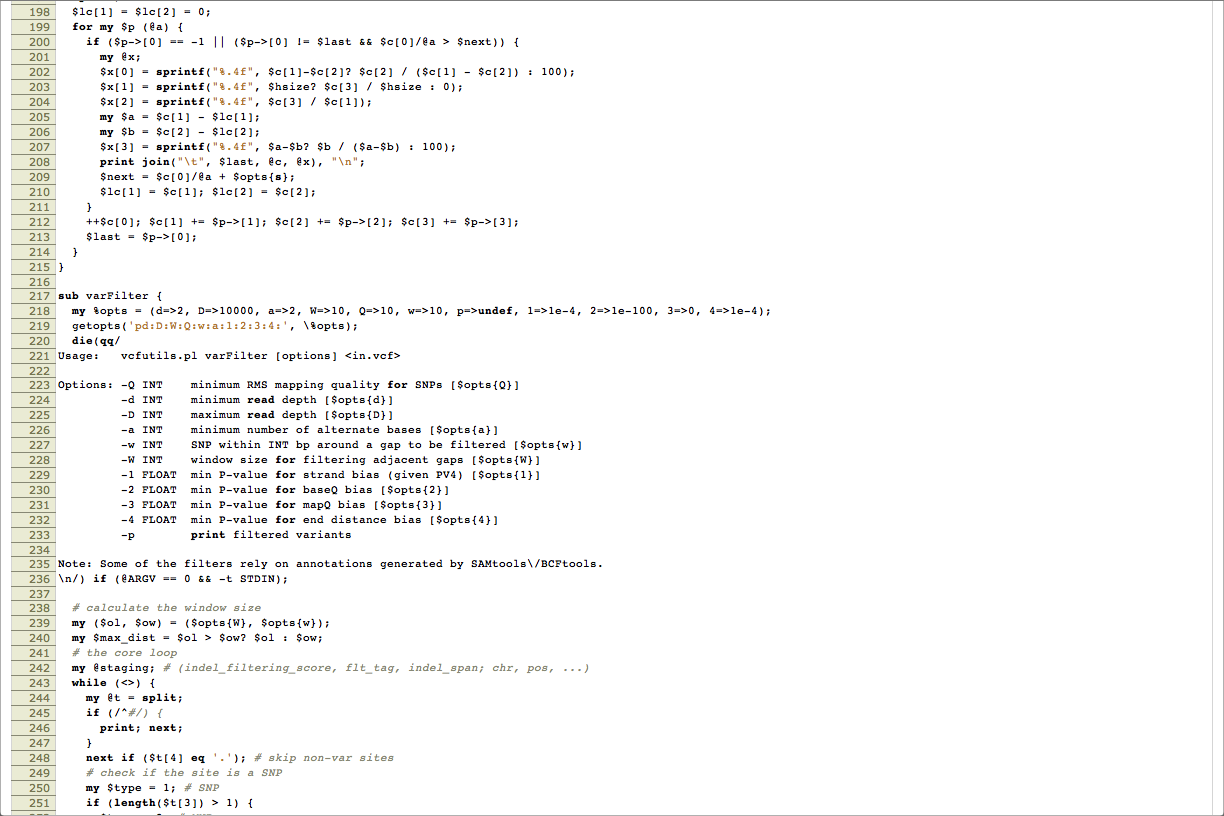 198 $lc[1] = $lc[2] = 0;
199 for my $p (@a) {
200 if ($p->[0] == -1 || ($p->[0] != $last && $c[0]/@a > $next)) {
201 my @x;
202 $x[0] = sprintf("%.4f", $c[1]-$c[2]? $c[2] / ($c[1] - $c[2]) : 100);
203 $x[1] = sprintf("%.4f", $hsize? $c[3] / $hsize : 0);
204 $x[2] = sprintf("%.4f", $c[3] / $c[1]);
205 my $a = $c[1] - $lc[1];
206 my $b = $c[2] - $lc[2];
207 $x[3] = sprintf("%.4f", $a-$b? $b / ($a-$b) : 100);
208 print join("\t", $last, @c, @x), "\n";
209 $next = $c[0]/@a + $opts{s};
210 $lc[1] = $c[1]; $lc[2] = $c[2];
211 }
212 ++$c[0]; $c[1] += $p->[1]; $c[2] += $p->[2]; $c[3] += $p->[3];
213 $last = $p->[0];
214 }
215 }
216
217 sub varFilter {
218 my %opts = (d=>2, D=>10000, a=>2, W=>10, Q=>10, w=>10, p=>undef, 1=>1e-4, 2=>1e-100, 3=>0, 4=>1e-4);
219 getopts('pd:D:W:Q:w:a:1:2:3:4:', \%opts);
220 die(qq/
221 Usage: vcfutils.pl varFilter [options] <in.vcf>
222
223 Options: -Q INT minimum RMS mapping quality for SNPs [$opts{Q}]
224 -d INT minimum read depth [$opts{d}]
225 -D INT maximum read depth [$opts{D}]
226 -a INT minimum number of alternate bases [$opts{a}]
227 -w INT SNP within INT bp around a gap to be filtered [$opts{w}]
228 -W INT window size for filtering adjacent gaps [$opts{W}]
229 -1 FLOAT min P-value for strand bias (given PV4) [$opts{1}]
230 -2 FLOAT min P-value for baseQ bias [$opts{2}]
231 -3 FLOAT min P-value for mapQ bias [$opts{3}]
232 -4 FLOAT min P-value for end distance bias [$opts{4}]
233 -p print filtered variants
234
235 Note: Some of the filters rely on annotations generated by SAMtools\/BCFtools.
236 \n/) if (@ARGV == 0 && -t STDIN);
237
238 # calculate the window size
239 my ($ol, $ow) = ($opts{W}, $opts{w});
240 my $max_dist = $ol > $ow? $ol : $ow;
241 # the core loop
242 my @staging; # (indel_filtering_score, flt_tag, indel_span; chr, pos, ...)
243 while (<>) {
244 my @t = split;
245 if (/^#/) {
246 print; next;
247 }
248 next if ($t[4] eq '.'); # skip non-var sites
249 # check if the site is a SNP
250 my $type = 1; # SNP
251 if (length($t[3]) > 1) {